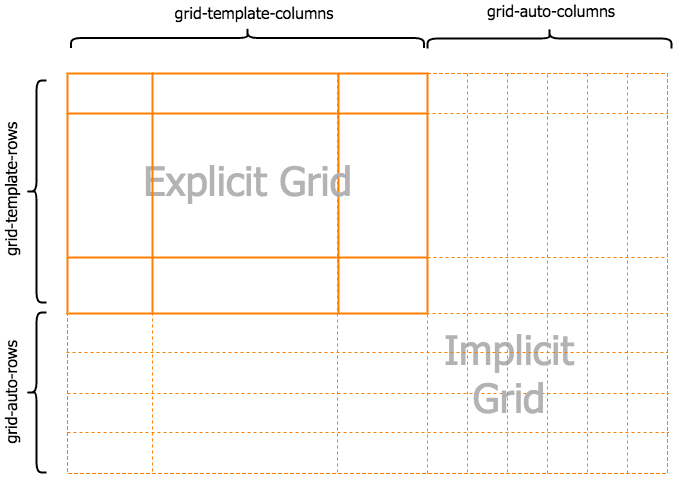 grid-template-columns
grid-auto-columns
grid-template-rows
Explicit Grid
grid-auto-rows
Implicit
Grid